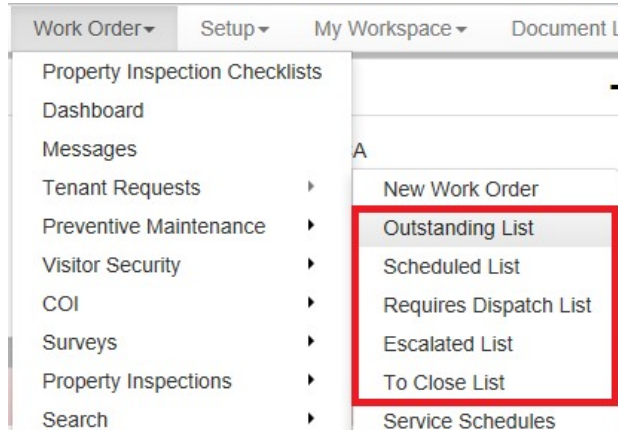 Work Order Setup My Workspace Document
Property Inspection Checklists
Dashboard
Messages
Tenant Requests
Preventive Maintenance
Visitor Security
COI
Surveys
Property Inspections
Search
New Work Order
Outstanding List
Scheduled List
Requires Dispatch List
Escalated List
To Close List
Service Schedules